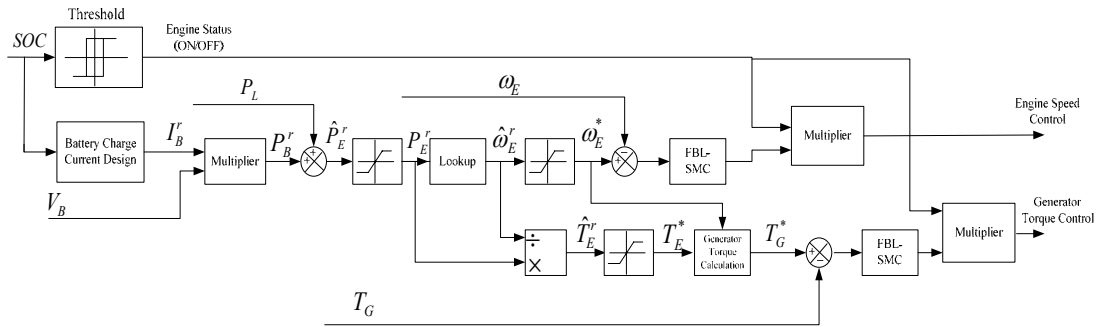 Threshold
SOC
Engine Status
(ON/OFF)
P_L
ω_E
Engine Speed
Control
Battery Charge
Current Design
I_B^r
Multiplier
P_B^r
+
+
P̂_E^r
P_E^r
Lookup
ω̂_E^r
ω_E^*
−
+
FBL-
SMC
Multiplier
V_B
÷
×
T̂_E^r
T_E^*
Generator
Torque
Calculation
T_G^*
+
−
FBL-
SMC
Multiplier
Generator
Torque Control
T_G